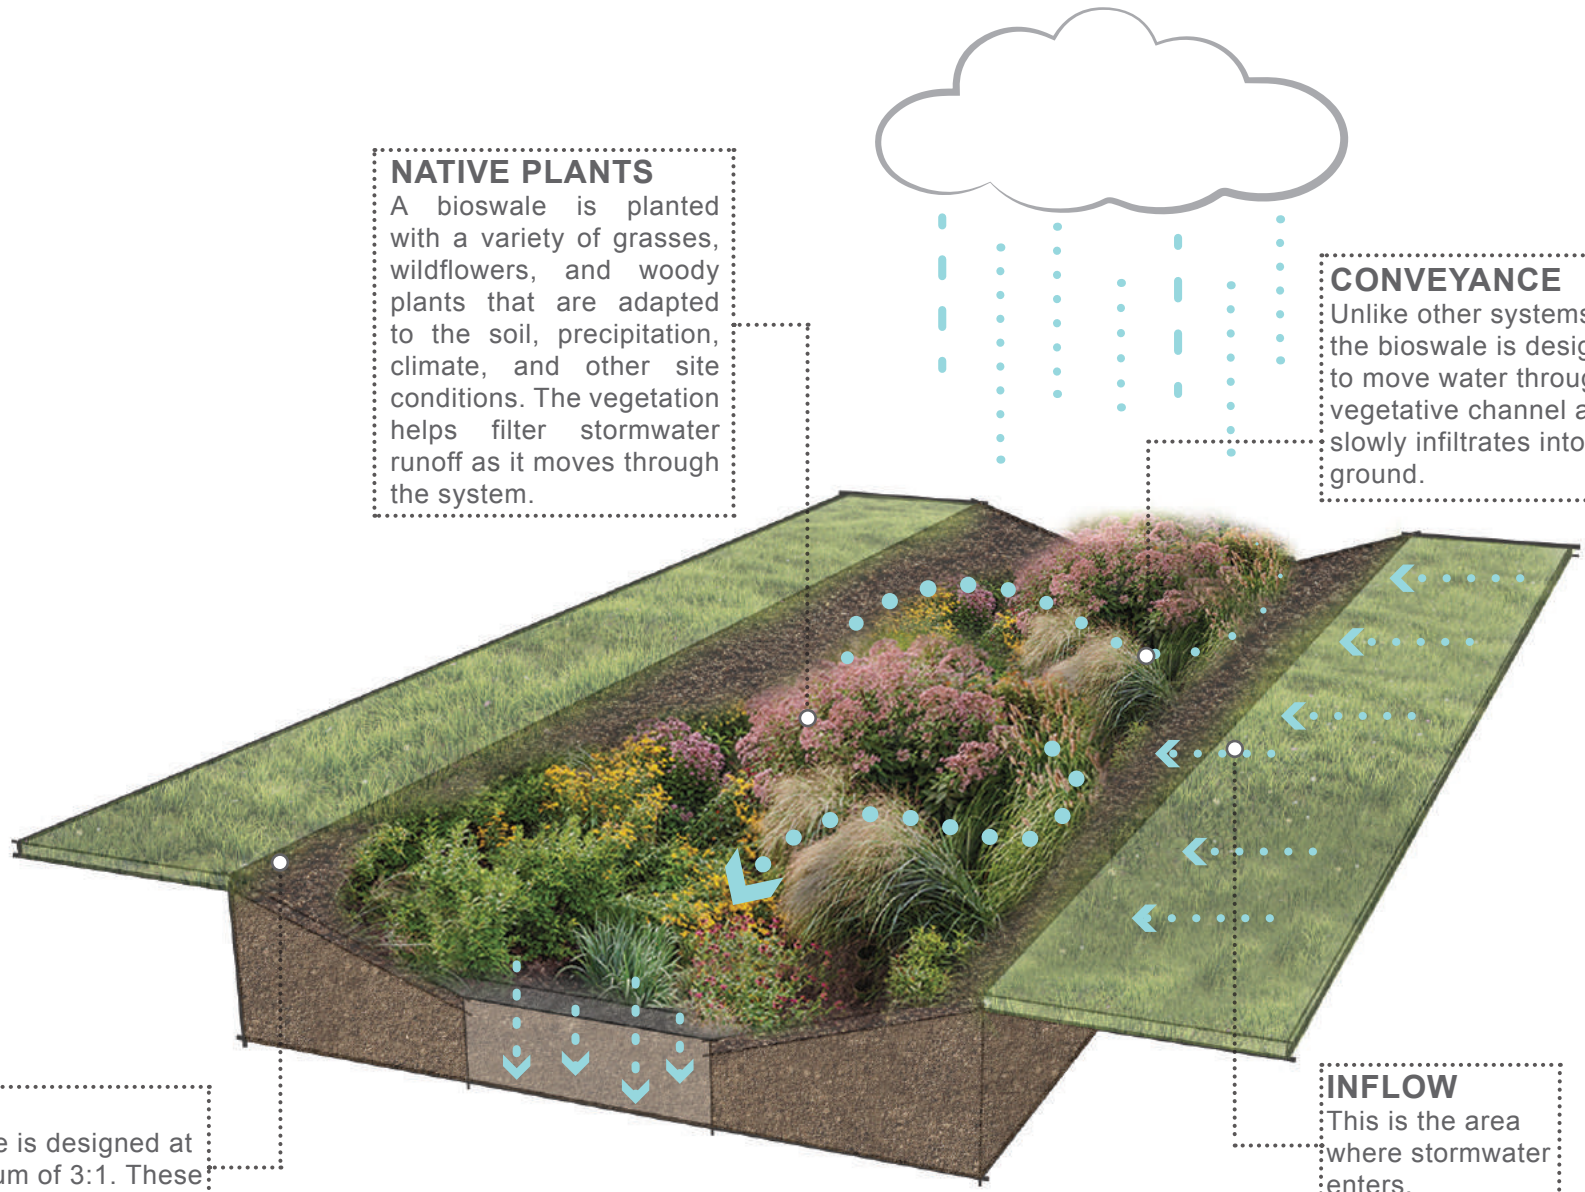 NATIVE PLANTS
A bioswale is planted
with a variety of grasses,
wildflowers, and woody
plants that are adapted
to the soil, precipitation,
climate, and other site
conditions. The vegetation
helps filter stormwater
runoff as it moves through
the system.
CONVEYANCE
Unlike other systems
the bioswale is
to move water
vegetative channel
slowly infiltrates into
ground.
is designed at
of 3:1. These
INFLOW
This is the area
where stormwater
enters.